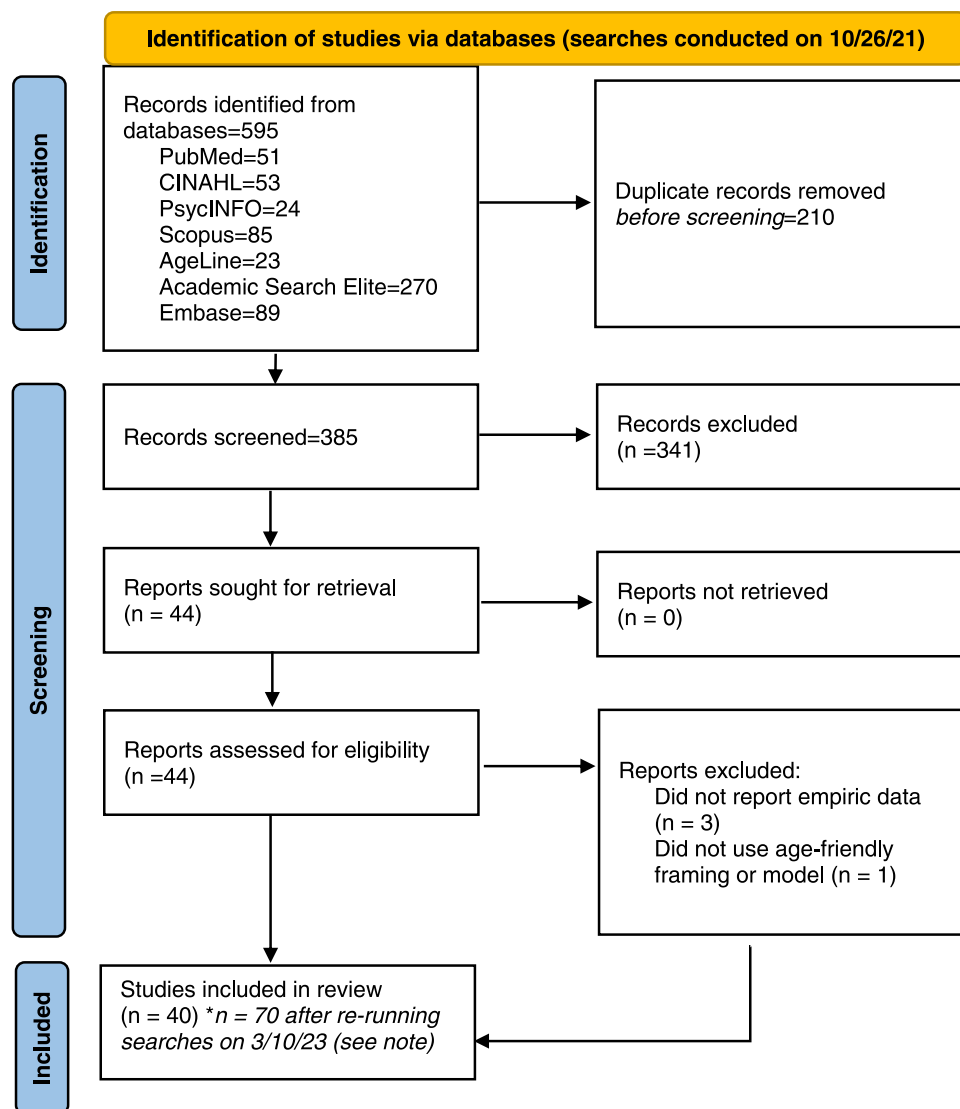 Identification of studies via databases (searches conducted on 10/26/21)
Identification
Records identified from
databases=595
PubMed=51
CINAHL=53
PsycINFO=24
Scopus=85
AgeLine=23
Academic Search Elite=270
Embase=89
Duplicate records removed
before screening=210
Screening
Records screened=385
Records excluded
(n =341)
Reports sought for retrieval
(n = 44)
Reports not retrieved
(n = 0)
Reports assessed for eligibility
(n =44)
Reports excluded:
Did not report empiric data
(n = 3)
Did not use age-friendly
framing or model (n = 1)
Included
Studies included in review
(n = 40) *n = 70 after re-running
searches on 3/10/23 (see note)